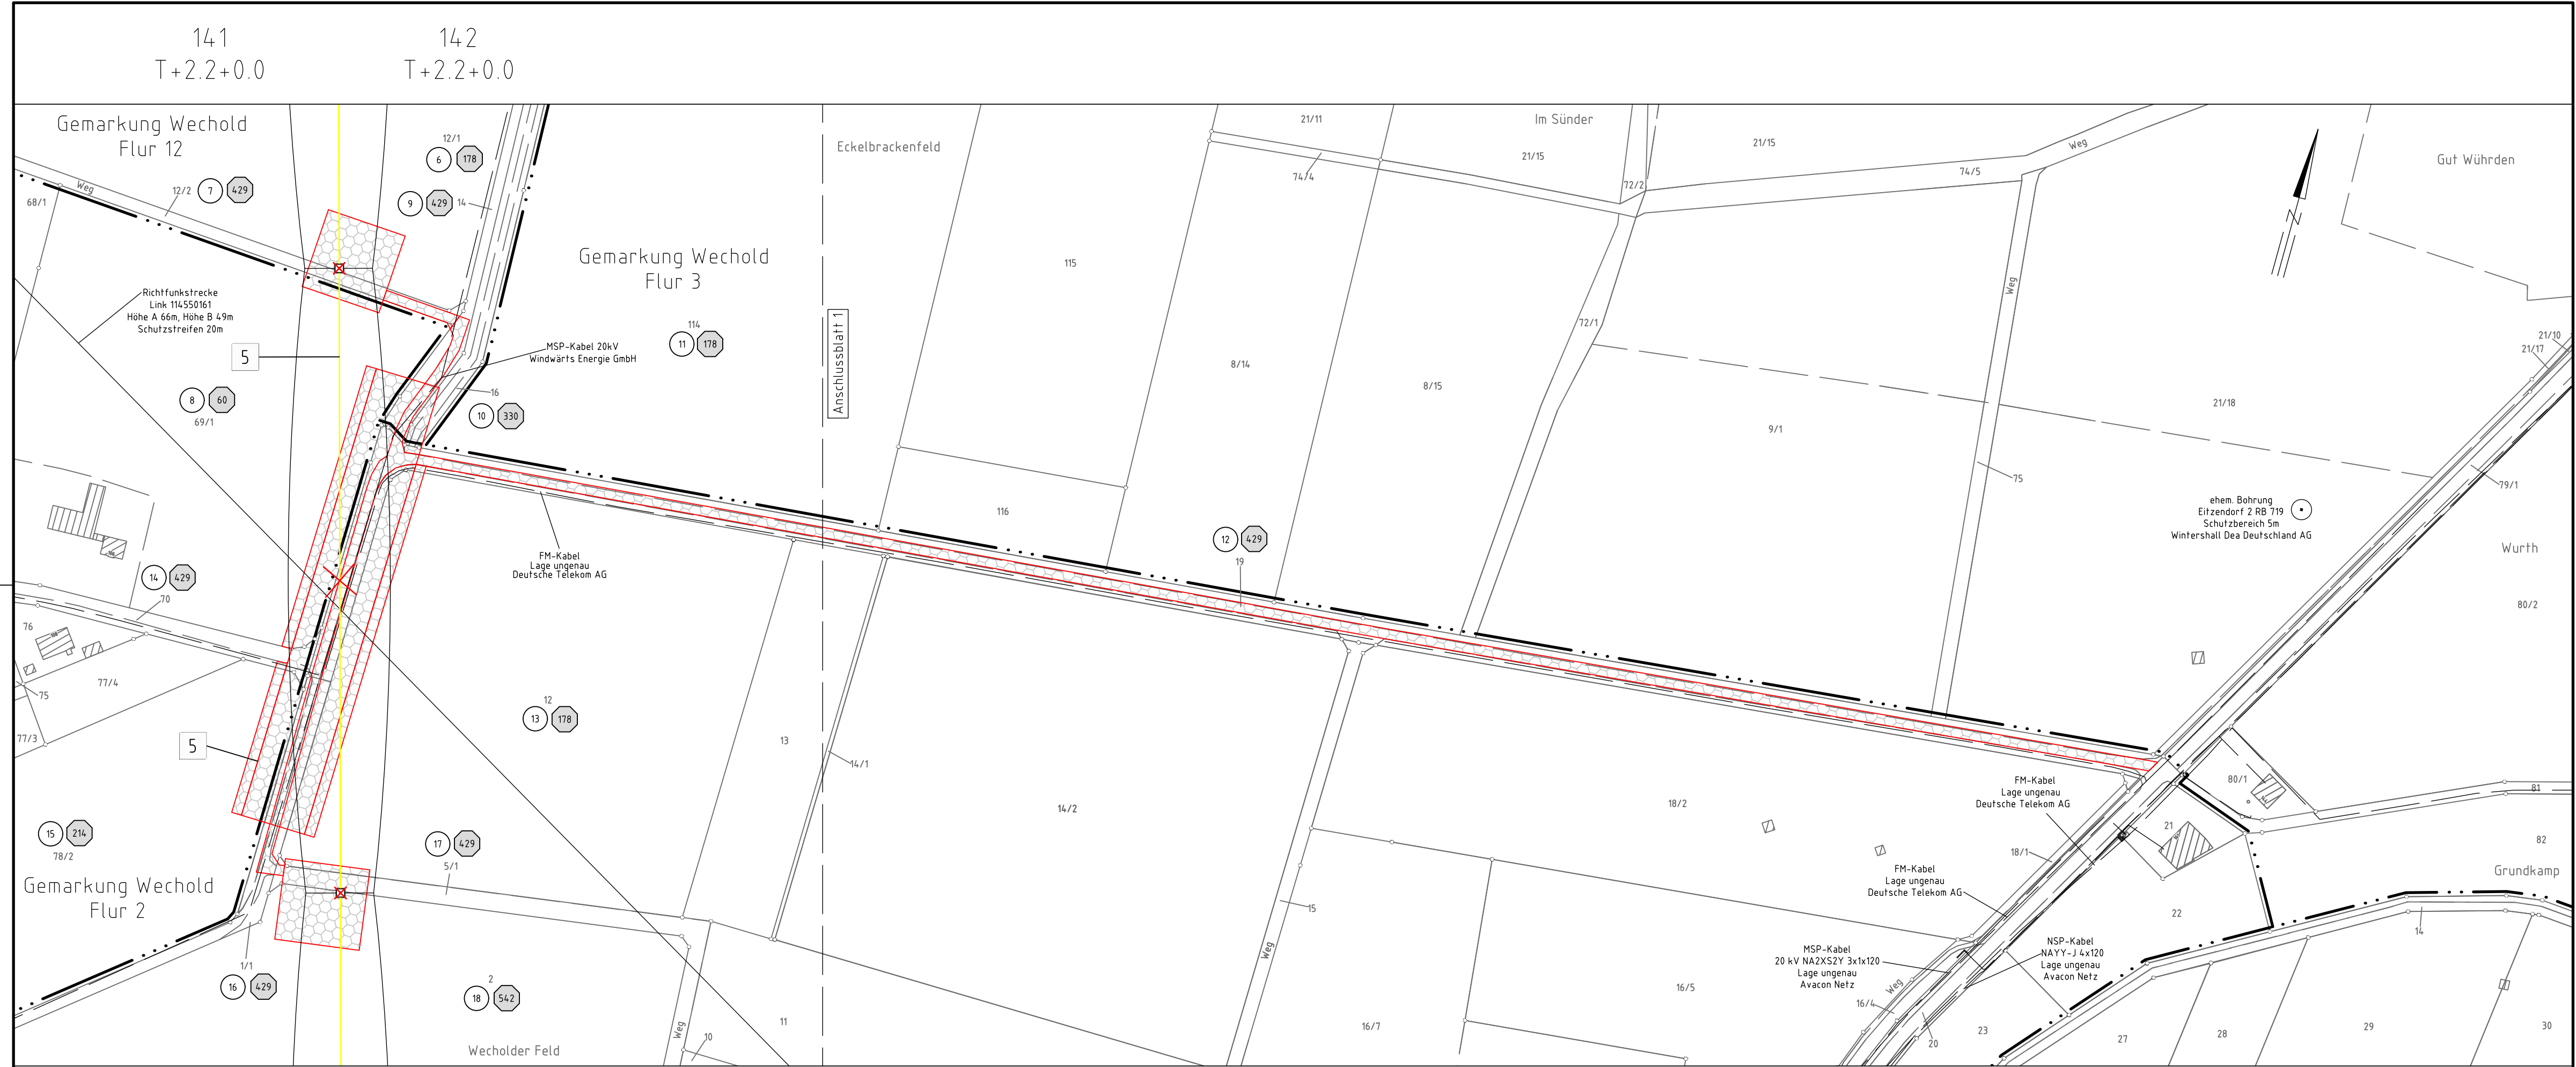 141
T+2.2+0.0
142
T+2.2+0.0
Gemarkung Wechold
Flur 12
12/1
6 178
9 429 14
Weg
12/2 7 429
68/1
Richtfunkstrecke
Link 114550161
Höhe A 66m, Höhe B 49m
Schutzstreifen 20m
5
8 60
69/1
Gemarkung Wechold
Flur 3
114
11 178
MSP-Kabel 20kV
Windwärts Energie GmbH
16
10 330
Anschlussblatt 1
Eckelbrackenfeld
115
116
21/11
74/4
Im Sünder
21/15
72/2
21/15
74/5
Weg
Gut Wührden
N
Weg
72/1
8/14
8/15
9/1
21/18
21/10
21/17
79/1
75
ehem. Bohrung
Eitzendorf 2 RB 719
Schutzbereich 5m
Wintershall Dea Deutschland AG
Wurth
80/2
12 429
19
FM-Kabel
Lage ungenau
Deutsche Telekom AG
14 429
70
76
75
77/4
77/3
5
12
13 178
13
14/1
14/2
15 214
78/2
Gemarkung Wechold
Flur 2
17 429
5/1
1/1
16 429
2
18 542
Wecholder Feld
Weg
10
11
Weg
15
16/7
18/2
16/5
FM-Kabel
Lage ungenau
Deutsche Telekom AG
18/1
FM-Kabel
Lage ungenau
Deutsche Telekom AG
MSP-Kabel
20 kV NA2XS2Y 3x1x120
Lage ungenau
Avacon Netz
NSP-Kabel
NAYY-J 4x120
Lage ungenau
Avacon Netz
Weg
16/4
20
80/1
21
22
23
81
82
Grundkamp
14
27
28
29
30